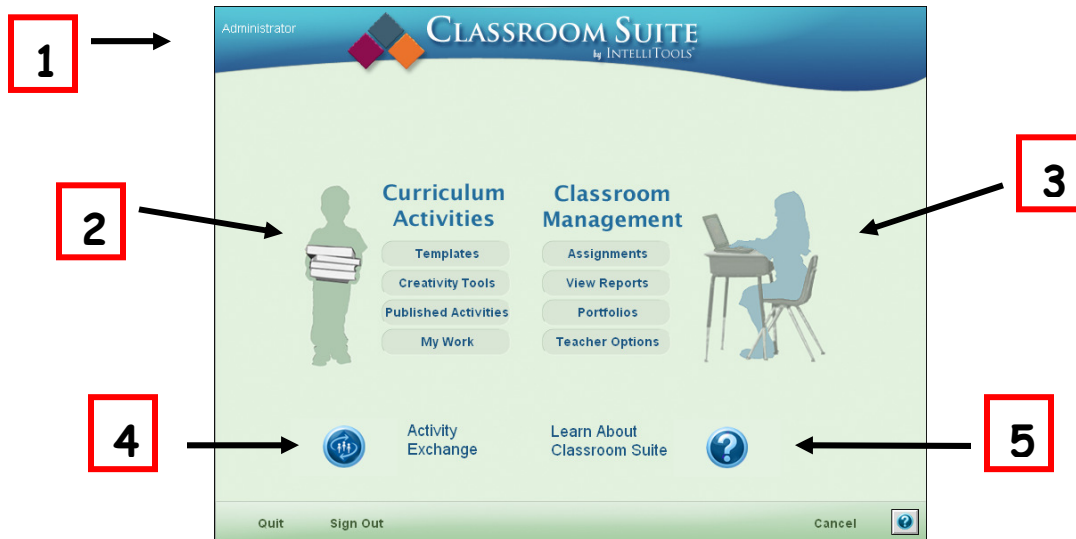 1
Administrator
CLASSROOM SUITE
by INTELLITOOLS®
2
3
Curriculum
Activities
Templates
Creativity Tools
Published Activities
My Work
Classroom
Management
Assignments
View Reports
Portfolios
Teacher Options
4
Activity
Exchange
Learn About
Classroom Suite
?
5
Quit
Sign Out
Cancel
?